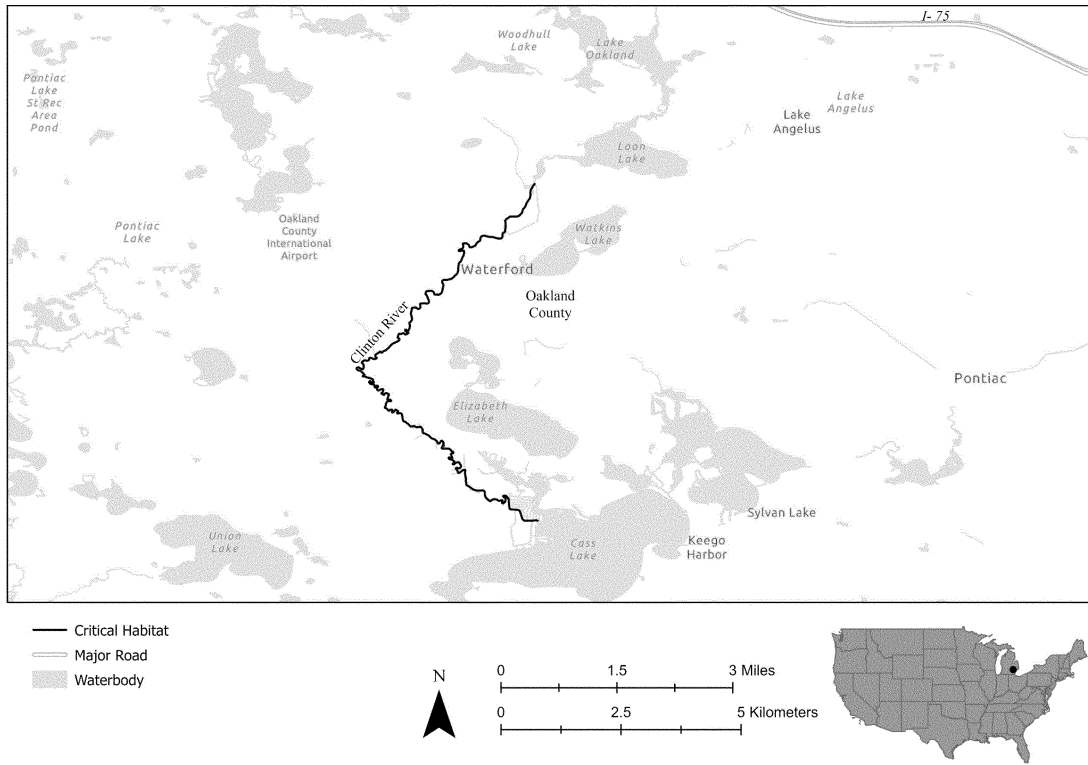 I- 75
Woodhull
Lake
Lake
Oakland
Pontiac
Lake
St Rec
Area
Pond
Lake
Angelus
Lake
Angelus
Loon
Lake
Oakland
County
International
Airport
Pontiac
Lake
Watkins
Lake
Waterford
Oakland
County
Clinton River
Pontiac
Elizabeth
Lake
Sylvan Lake
Union
Lake
Cass
Lake
Keego
Harbor
Critical Habitat
Major Road
Waterbody
N
0 1.5 3 Miles
0 2.5 5 Kilometers